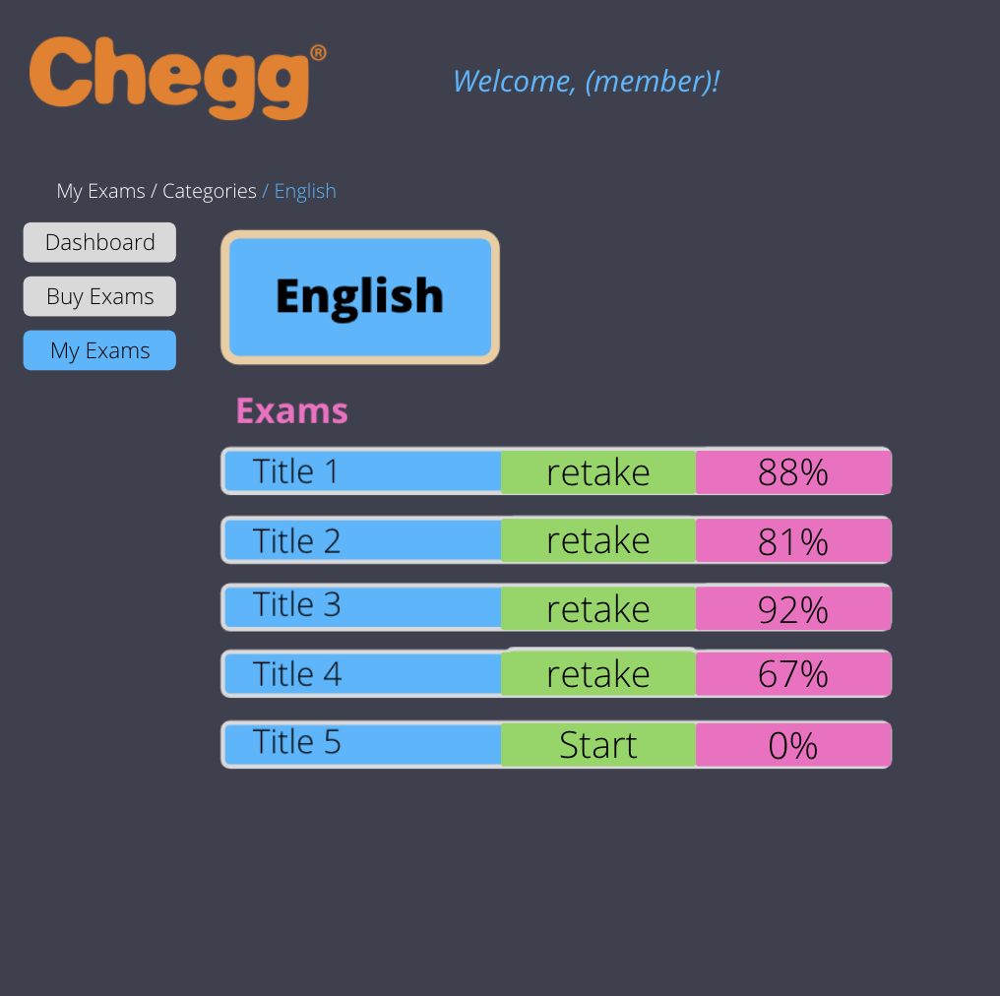 Chegg®
Welcome, (member)!
My Exams / Categories / English
Dashboard
Buy Exams
My Exams
English
Exams
Title 1 retake 88%
Title 2 retake 81%
Title 3 retake 92%
Title 4 retake 67%
Title 5 Start 0%